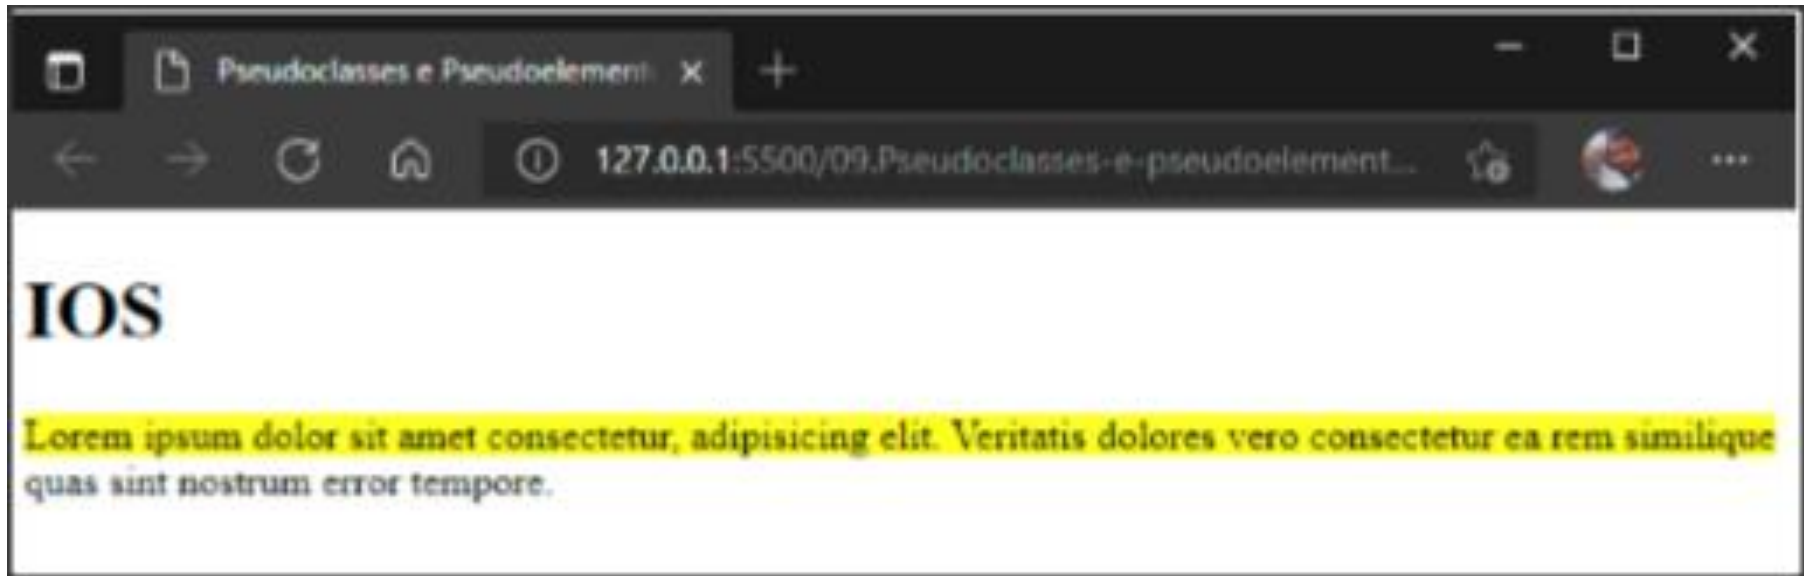 Pseudoclasses e Pseudoelement
127.0.0.1:5500/09.Pseudoclasses-e-pseudoelement...
IOS
Lorem ipsum dolor sit amet consectetur, adipisicing elit. Veritatis dolores vero consectetur ea rem similique
quas sint nostrum error tempore.